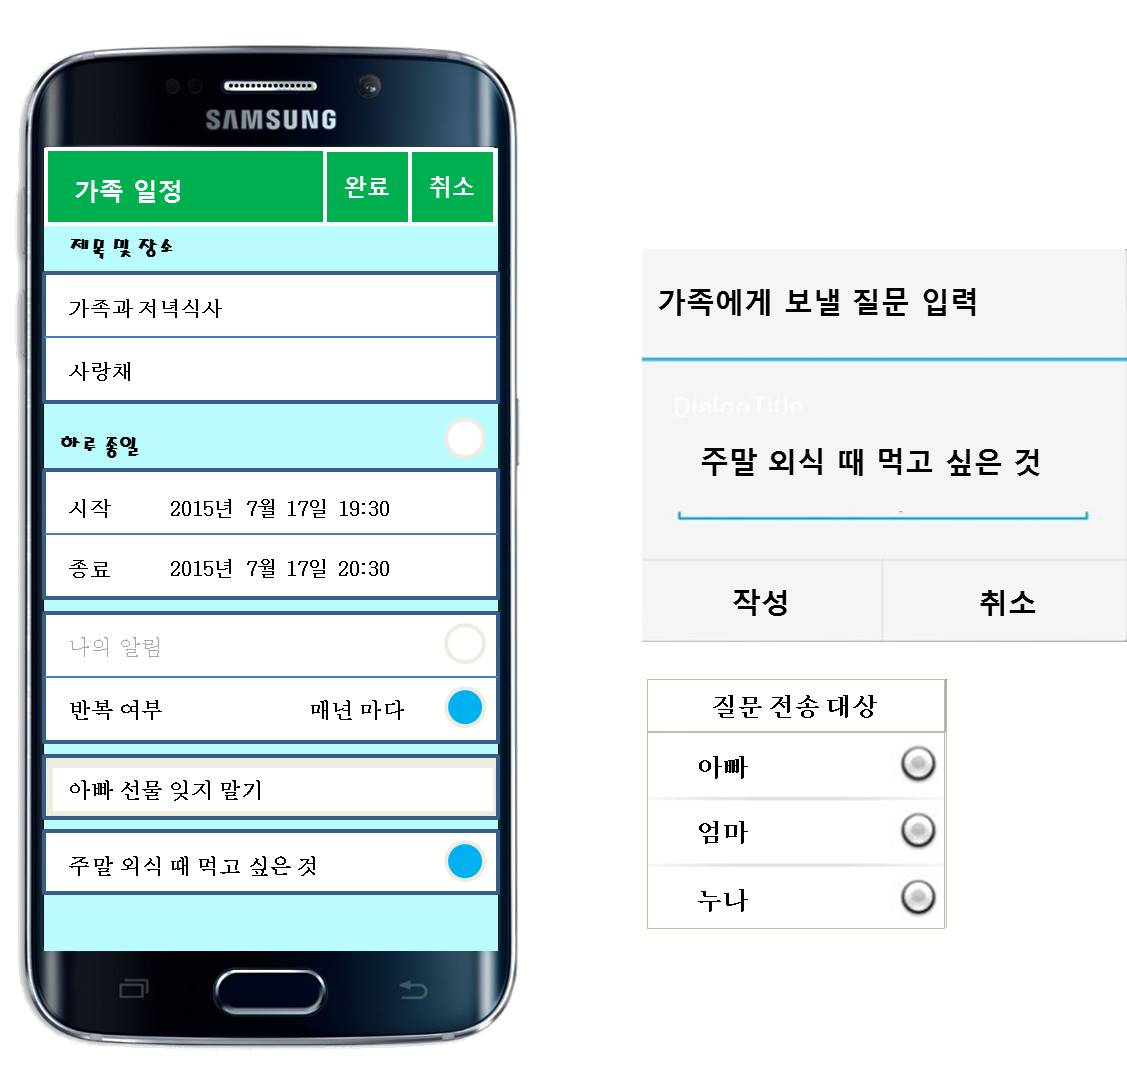 SAMSUNG
가족 일정 완료 취소
제목 및 장소
가족과 저녁식사
사랑채
하루 종일
시작 2015년 7월 17일 19:30
종료 2015년 7월 17일 20:30
나의 알림
반복 여부 매년 마다
아빠 선물 잊지 말기
주말 외식 때 먹고 싶은 것
가족에게 보낼 질문 입력
DialogTitle
주말 외식 때 먹고 싶은 것
작성 취소
질문 전송 대상
아빠
엄마
누나